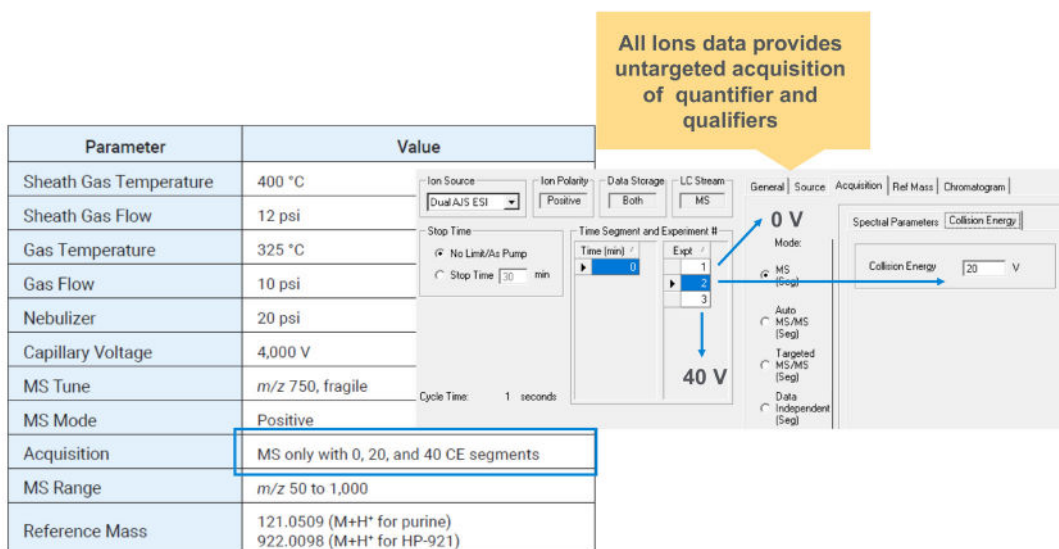 All Ions data provides
untargeted acquisition
of quantifier and
qualifiers
Parameter Value
Sheath Gas Temperature 400 °C
Sheath Gas Flow 12 psi
Gas Temperature 325 °C
Gas Flow 10 psi
Nebulizer 20 psi
Capillary Voltage 4,000 V
MS Tune m/z 750, fragile
MS Mode Positive
Acquisition MS only with 0, 20, and 40 CE segments
MS Range m/z 50 to 1,000
Reference Mass 121.0509 (M+H⁺ for purine)
922.0098 (M+H⁺ for HP-921)
Ion Source Ion Polarity Data Storage LC Stream
Dual AJS ESI Positive Both MS
Stop Time
No Limit/As Pump
Stop Time 30 min
Cycle Time: 1 seconds
Time Segment and Experiment #
Time (min) / Expt /
0 1
2
3
40 V
General Source Acquisition Ref Mass Chromatogram
0 V
Mode:
MS
(Seg)
Auto
MS/MS
(Seg)
Targeted
MS/MS
(Seg)
Data
Independent
(Seg)
Spectral Parameters Collision Energy
Collision Energy 20 V